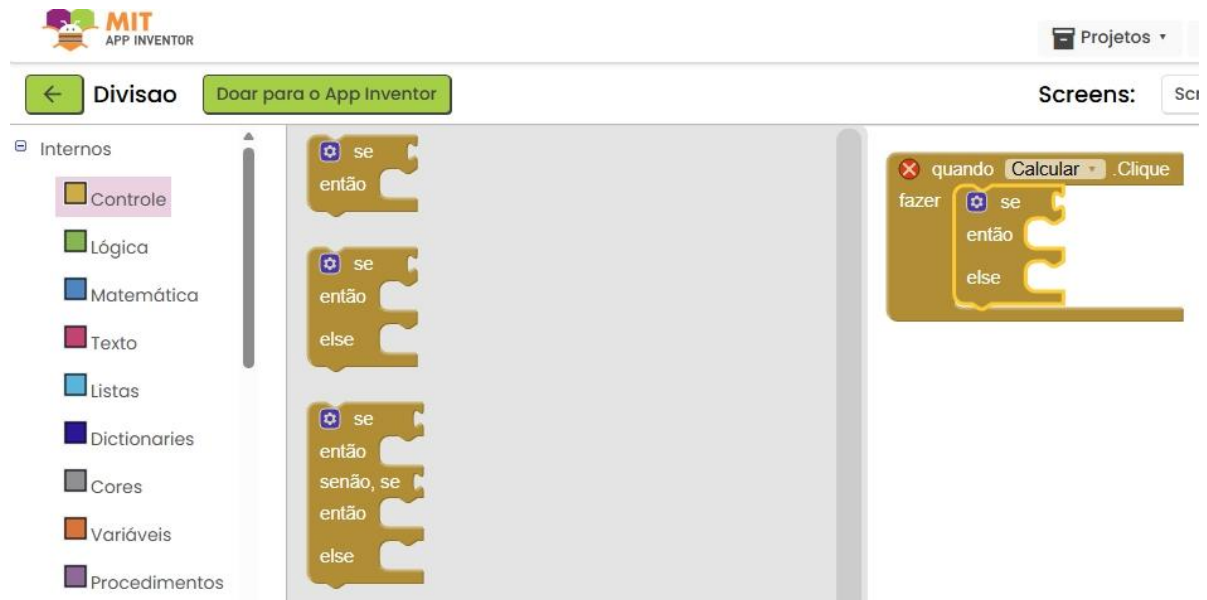 MIT
APP INVENTOR
Projetos
Divisao
Doar para o App Inventor
Screens:
Scr
Internos
Controle
Lógica
Matemática
Texto
Listas
Dictionaries
Cores
Variáveis
Procedimentos
se
então
se
então
else
se
então
senão, se
então
else
quando Calcular .Clique
fazer se
então
else